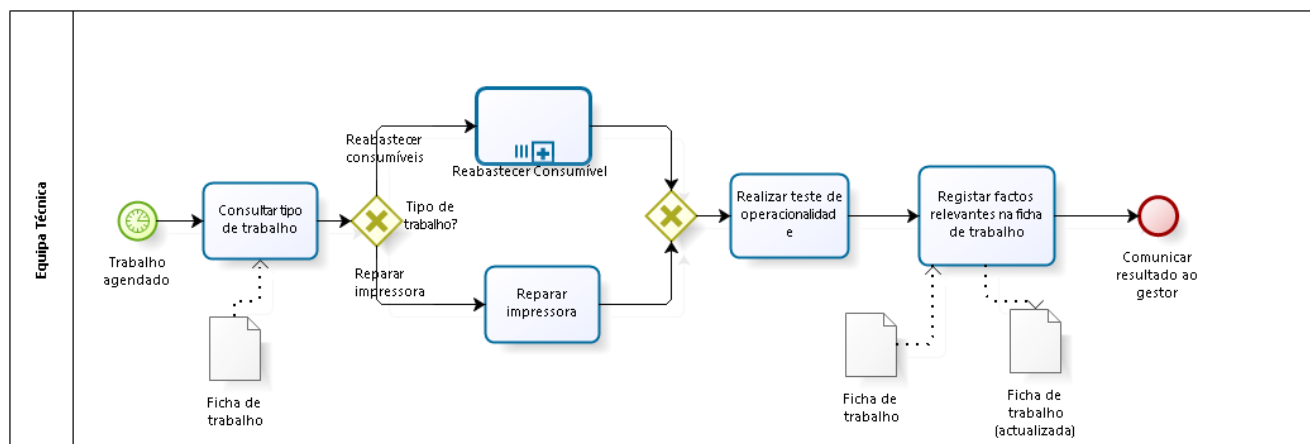 Equipa Técnica
Trabalho
agendado
Consultar tipo
de trabalho
Ficha de
trabalho
Reabastecer
consumíveis
Tipo de
trabalho?
Reparar
impressora
Reabastecer Consumível
Reparar
impressora
Realizar teste de
operacionalidad
e
Registar factos
relevantes na ficha
de trabalho
Ficha de
trabalho
Ficha de
trabalho
(actualizada)
Comunicar
resultado ao
gestor